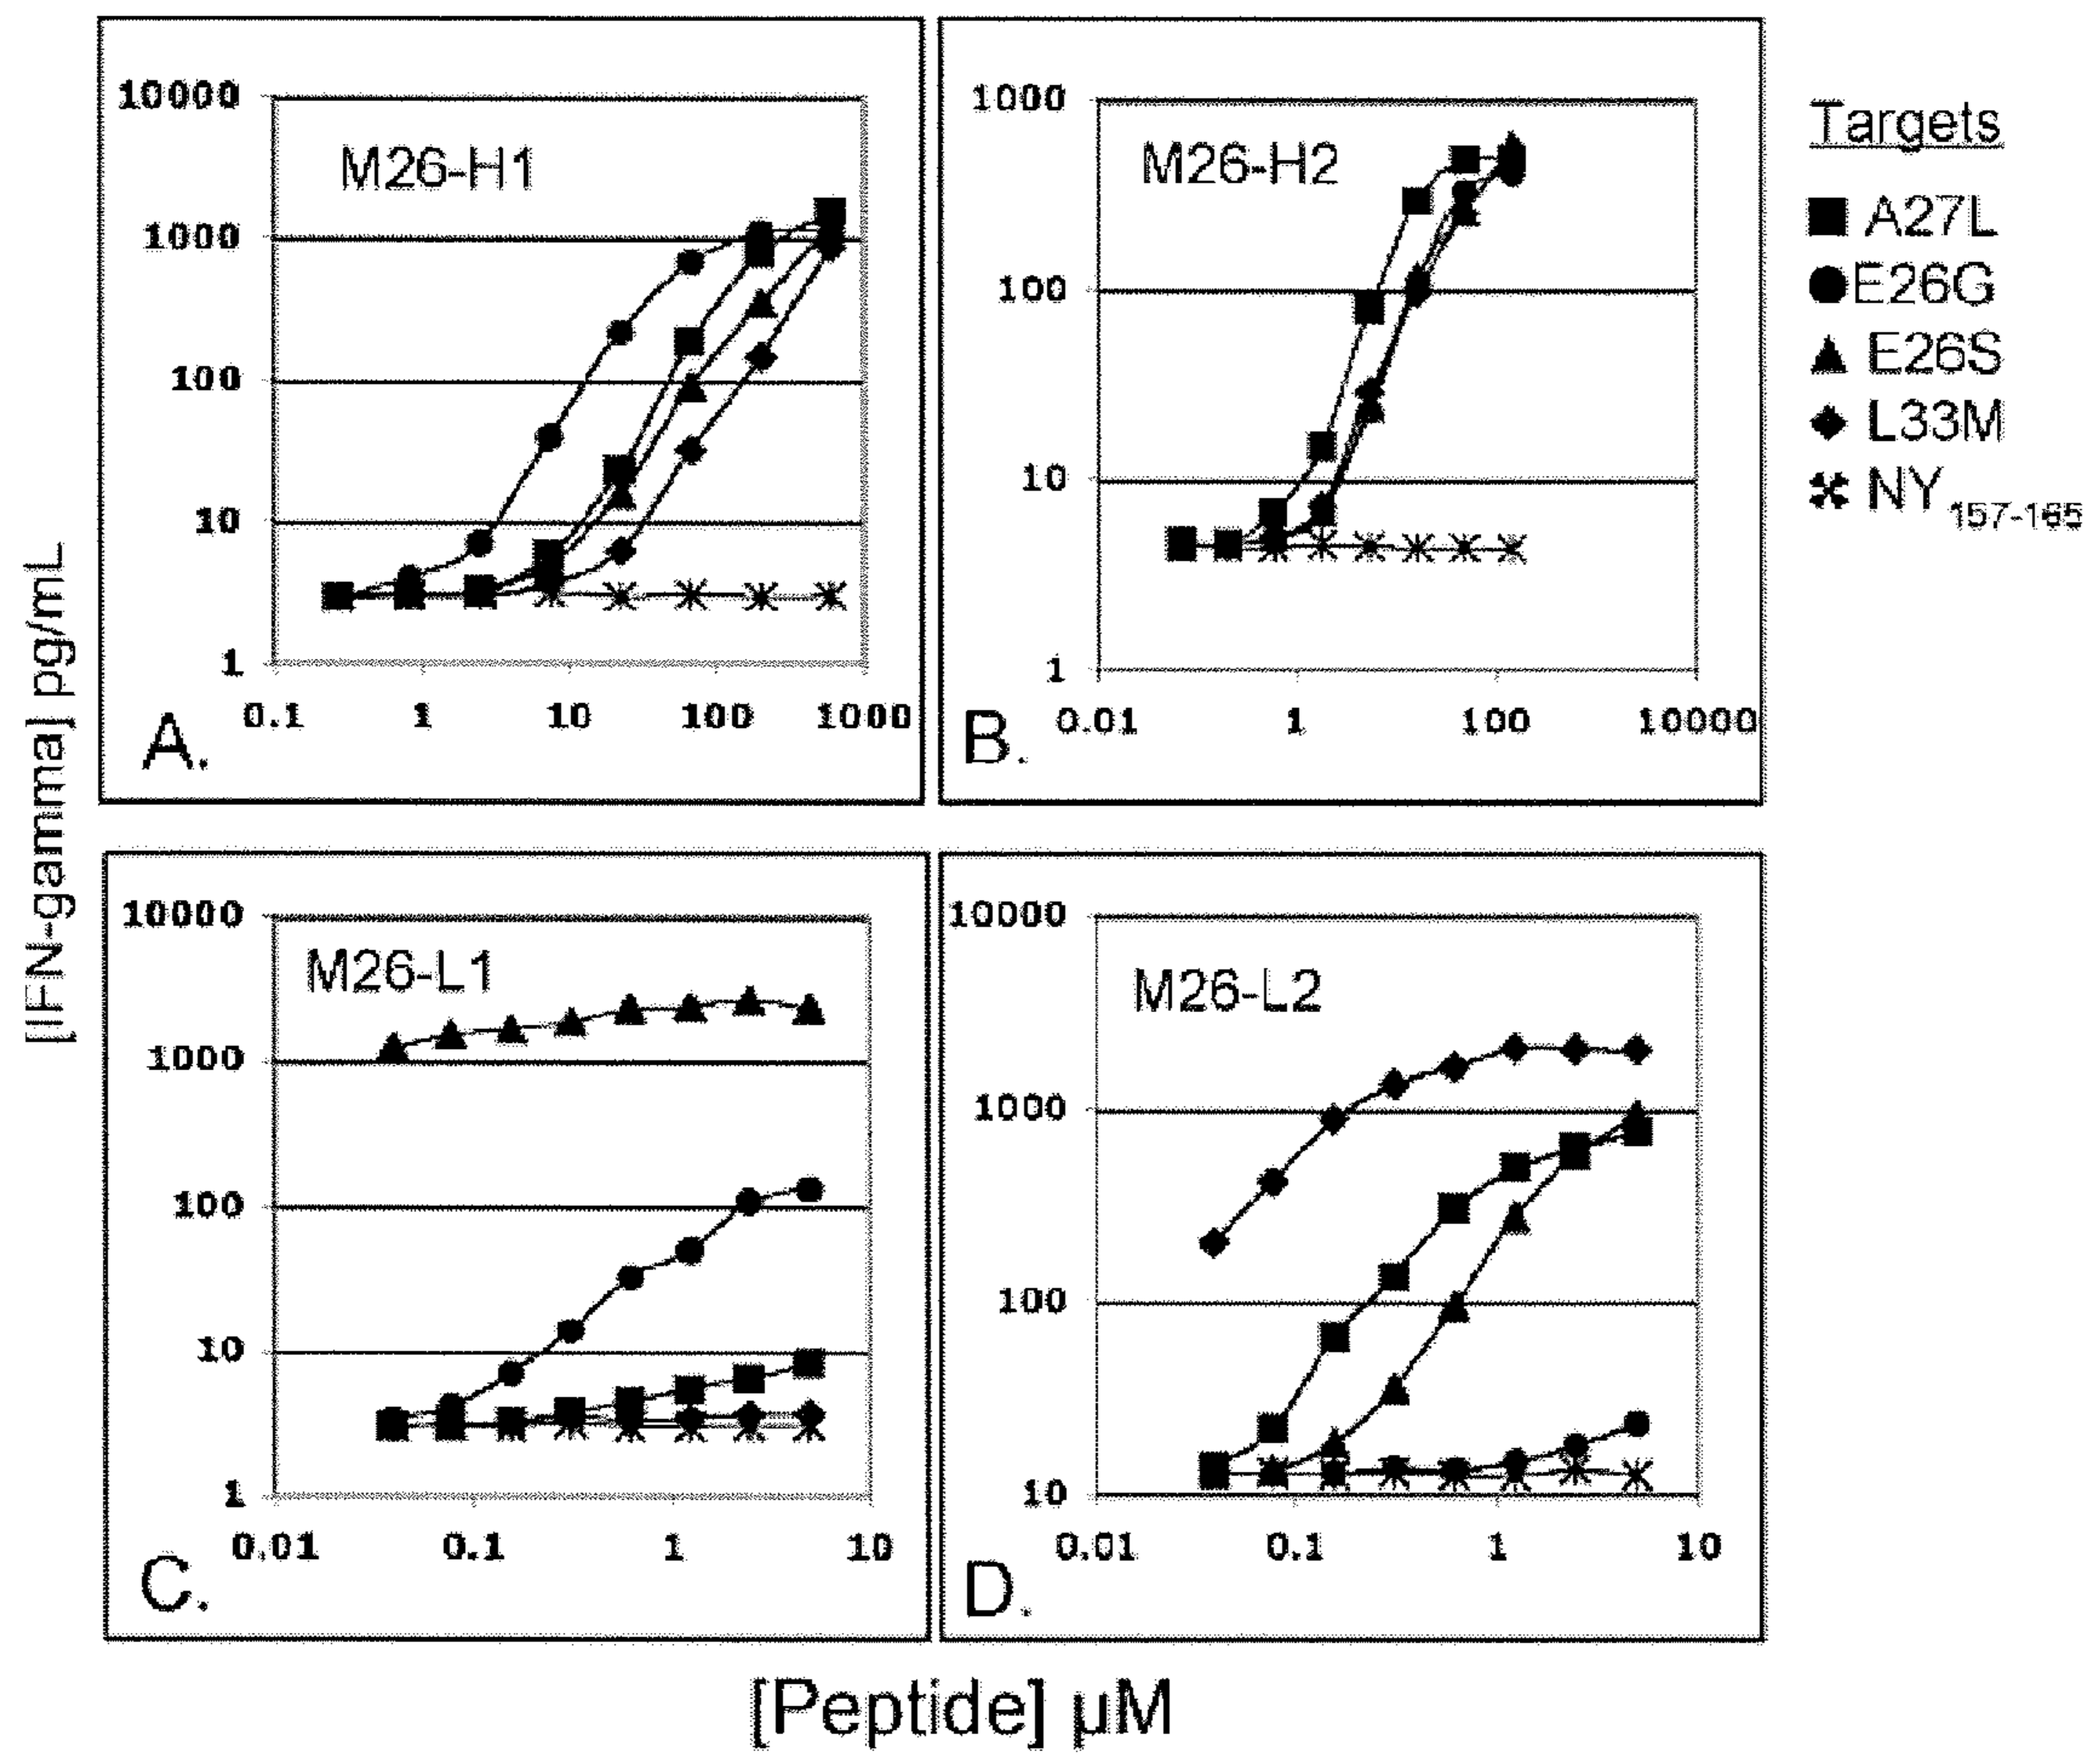 [IFN-gamma] pg/mL
10000
1000
100
10
1
M26-H1
0.1 1 10 100 1000
A.
1000
100
10
1
M26-H2
0.01 1 100 10000
B.
Targets
A27L
E26G
E26S
L33M
NY157-165
10000
1000
100
10
1
M26-L1
0.01 0.1 1 10
C.
10000
1000
100
10
M26-L2
0.01 0.1 1 10
D.
[Peptide] µM